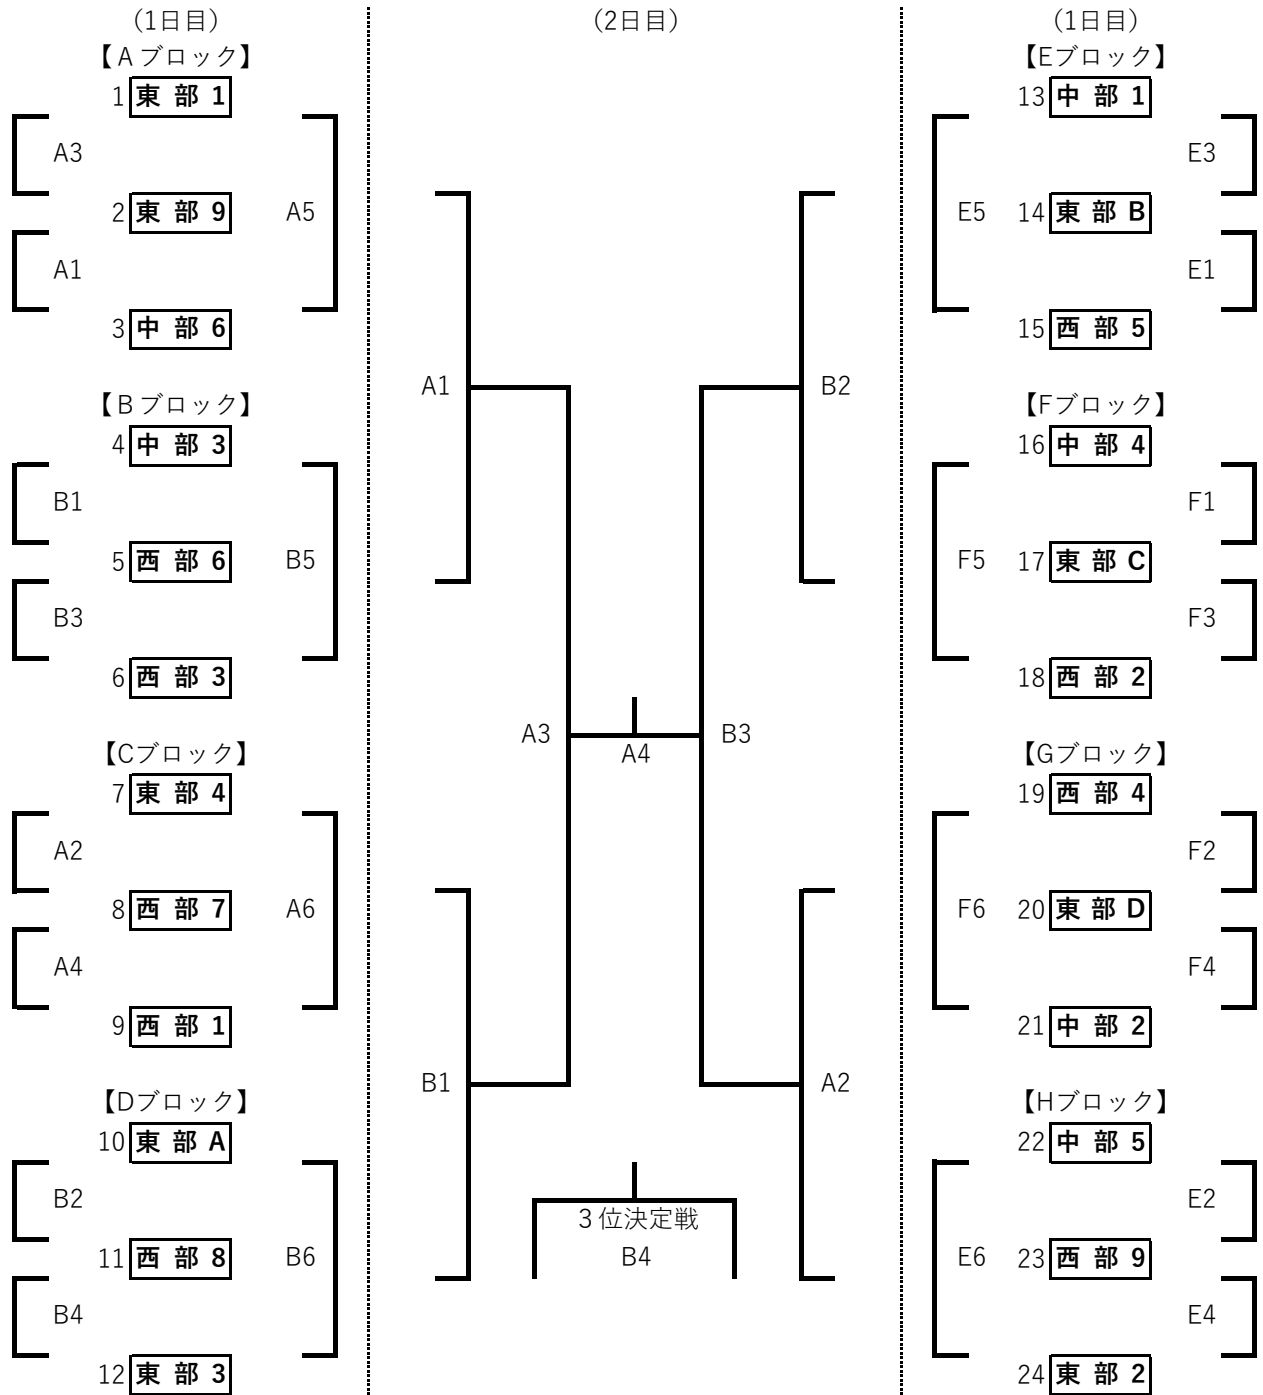 (1日目)
【Aブロック】
1 東部 1
A3
2 東部 9
A5
A1
3 中部 6
【Bブロック】
4 中部 3
B1
5 西部 6
B5
B3
6 西部 3
【Cブロック】
7 東部 4
A2
8 西部 7
A6
A4
9 西部 1
【Dブロック】
10 東部 A
B2
11 西部 8
B6
B4
12 東部 3
(2日目)
A1
B2
A3
A4
B3
B1
A2
3位決定戦
B4
(1日目)
【Eブロック】
13 中部 1
E3
E5
14 東部 B
E1
15 西部 5
【Fブロック】
16 中部 4
F1
F5
17 東部 C
F3
18 西部 2
【Gブロック】
19 西部 4
F2
F6
20 東部 D
F4
21 中部 2
【Hブロック】
22 中部 5
E2
E6
23 西部 9
E4
24 東部 2